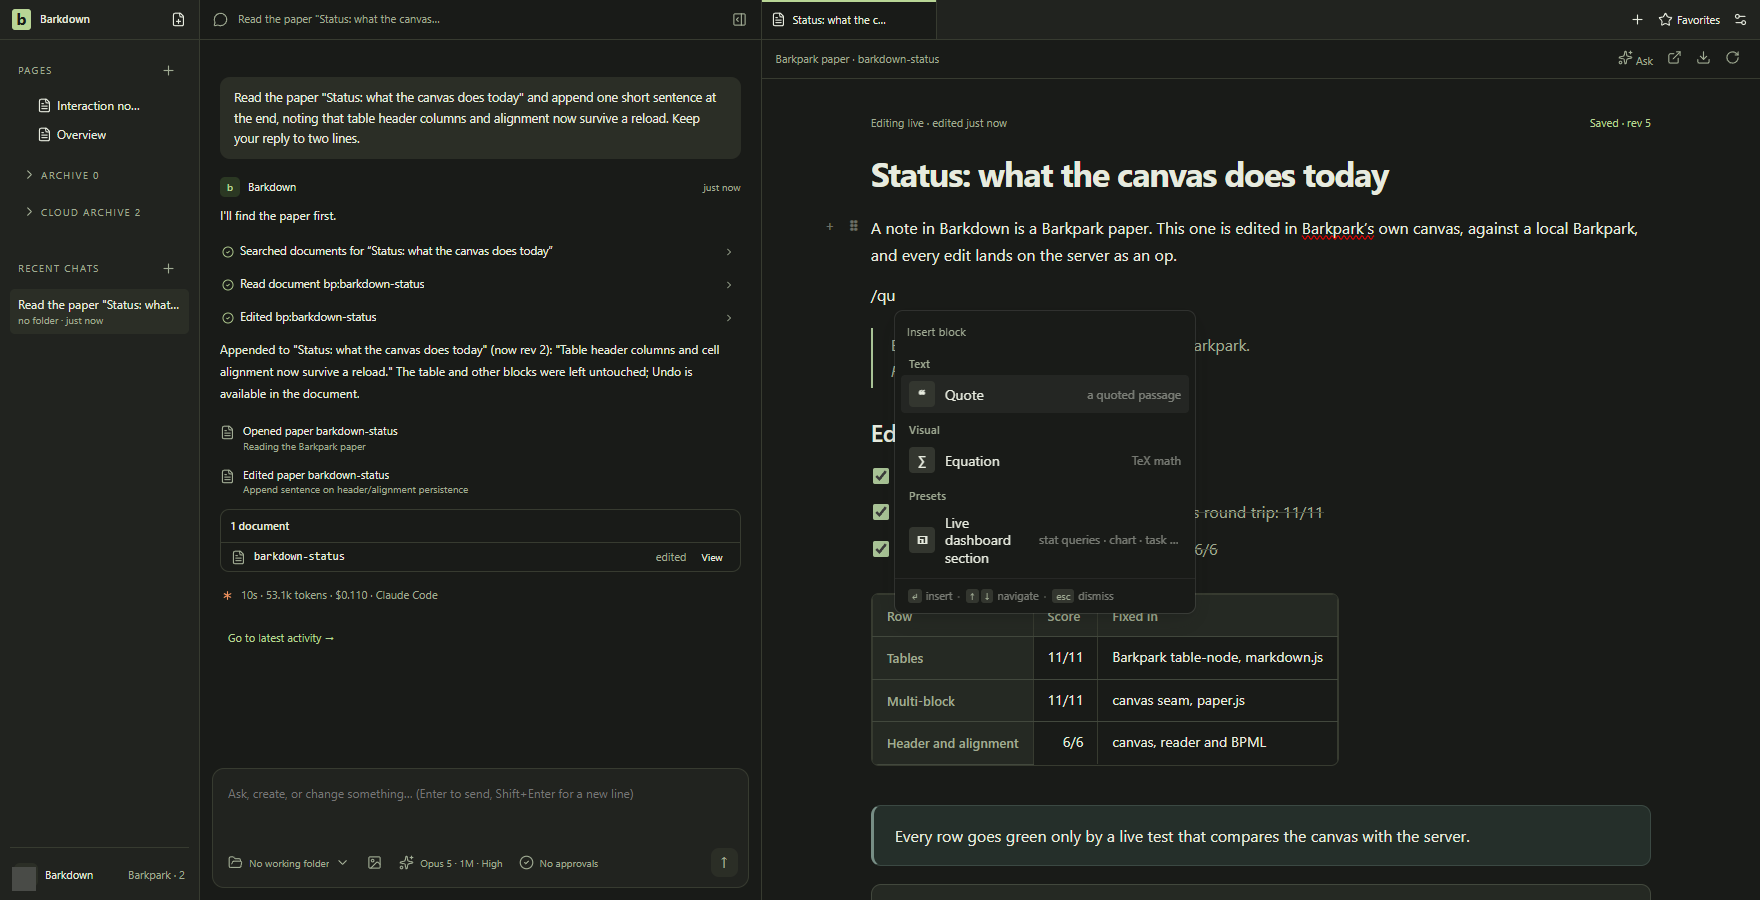 b Barkdown
PAGES
Interaction no...
Overview
ARCHIVE 0
CLOUD ARCHIVE 2
RECENT CHATS
Read the paper "Status: what...
no folder · just now
Barkdown
Barkpark · 2
Read the paper "Status: what the canvas...
Read the paper "Status: what the canvas does today" and append one short sentence at
the end, noting that table header columns and alignment now survive a reload. Keep
your reply to two lines.
b Barkdown just now
I'll find the paper first.
Searched documents for “Status: what the canvas does today”
Read document bp:barkdown-status
Edited bp:barkdown-status
Appended to "Status: what the canvas does today" (now rev 2): "Table header columns and cell
alignment now survive a reload." The table and other blocks were left untouched; Undo is
available in the document.
Opened paper barkdown-status
Reading the Barkpark paper
Edited paper barkdown-status
Append sentence on header/alignment persistence
1 document
barkdown-status edited View
10s · 53.1k tokens · $0.110 · Claude Code
Go to latest activity →
Ask, create, or change something... (Enter to send, Shift+Enter for a new line)
No working folder Opus 5 · 1M · High No approvals
Status: what the c...
Favorites
Barkpark paper · barkdown-status
Ask
Editing live · edited just now
Saved · rev 5
Status: what the canvas does today
A note in Barkdown is a Barkpark paper. This one is edited in Barkpark’s own canvas, against a local Barkpark,
and every edit lands on the server as an op.
/qu
arkpark.
Ed
s round trip: 11/11
6/6
Insert block
Text
Quote a quoted passage
Visual
Equation TeX math
Presets
Live
dashboard
section
stat queries · chart · task ...
insert · navigate · esc dismiss
Row Score Fixed in
Tables 11/11 Barkpark table-node, markdown.js
Multi-block 11/11 canvas seam, paper.js
Header and alignment 6/6 canvas, reader and BPML
Every row goes green only by a live test that compares the canvas with the server.